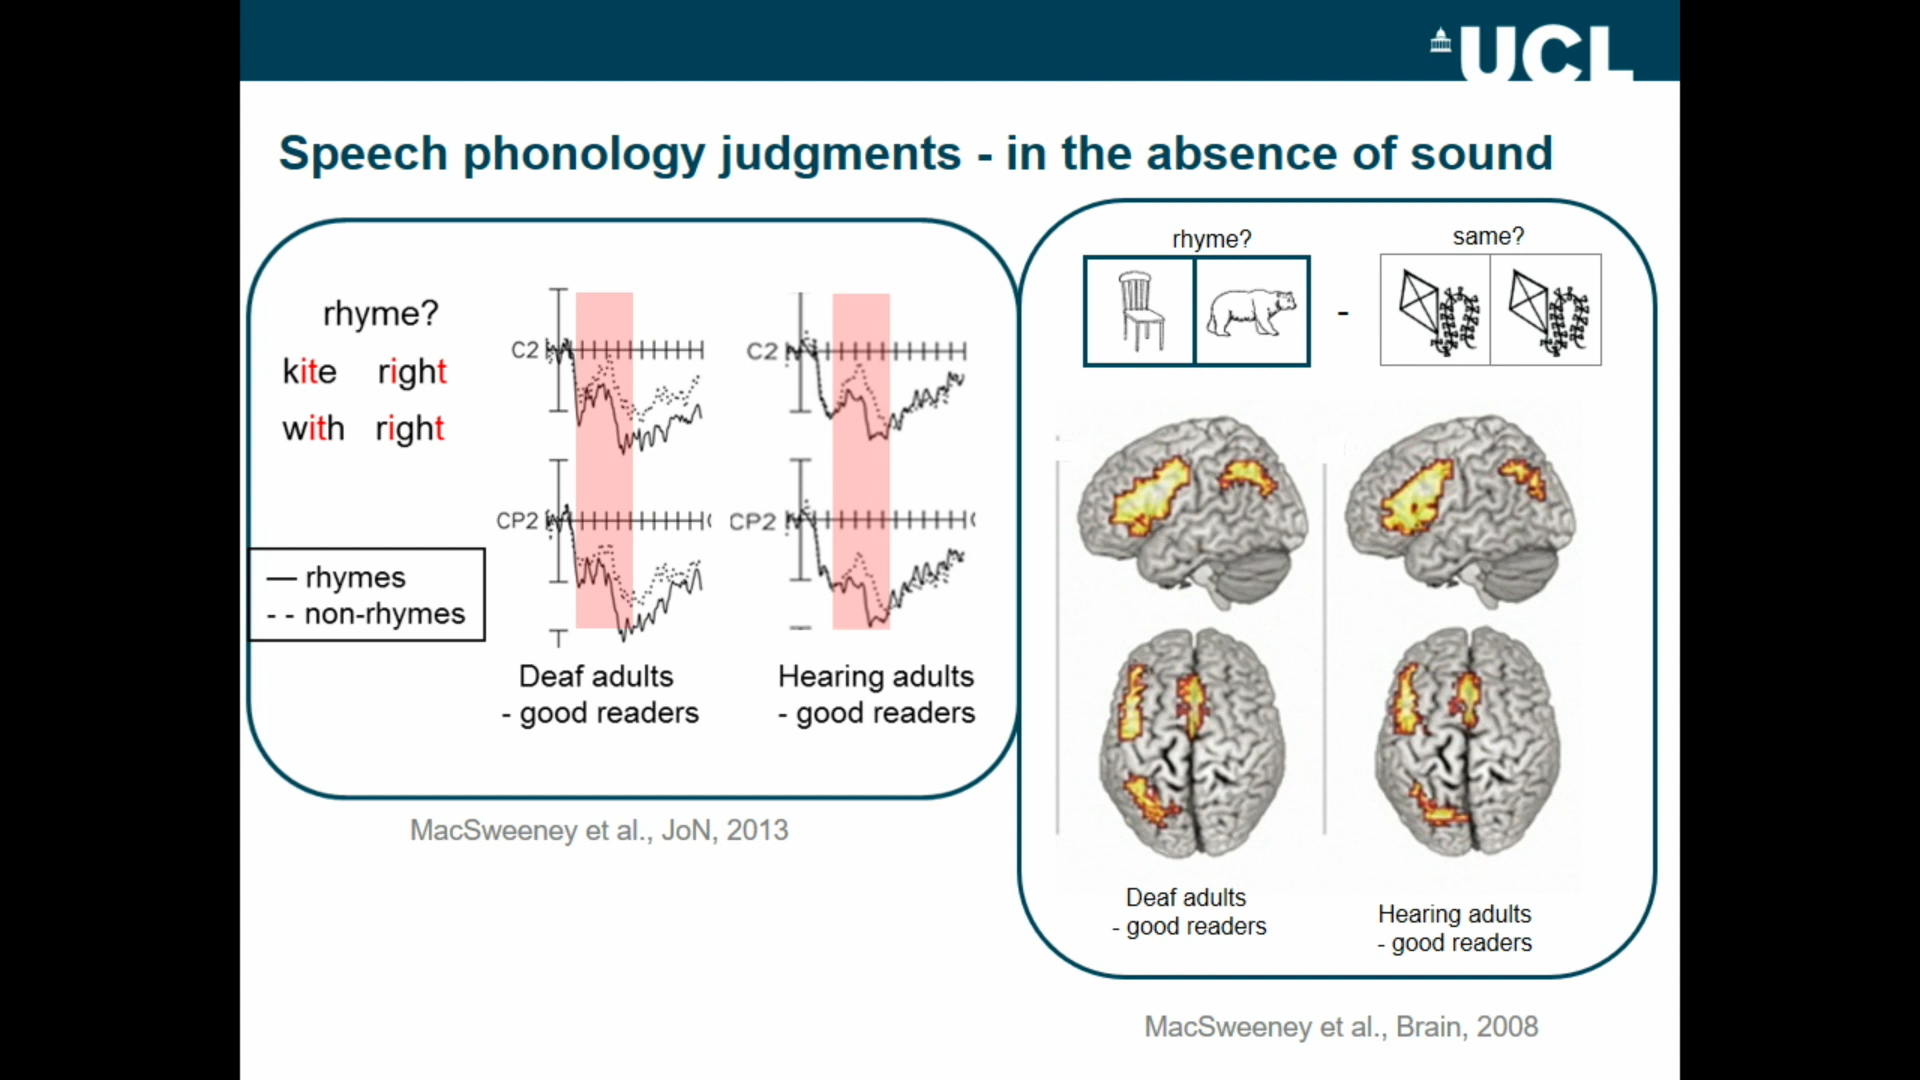 UCL
Speech phonology judgments - in the absence of sound
rhyme?
kite right
with right
— rhymes
- - non-rhymes
C2
C2
CP2
CP2
Deaf adults
- good readers
Hearing adults
- good readers
MacSweeney et al., JoN, 2013
rhyme?
-
same?
Deaf adults
- good readers
Hearing adults
- good readers
MacSweeney et al., Brain, 2008